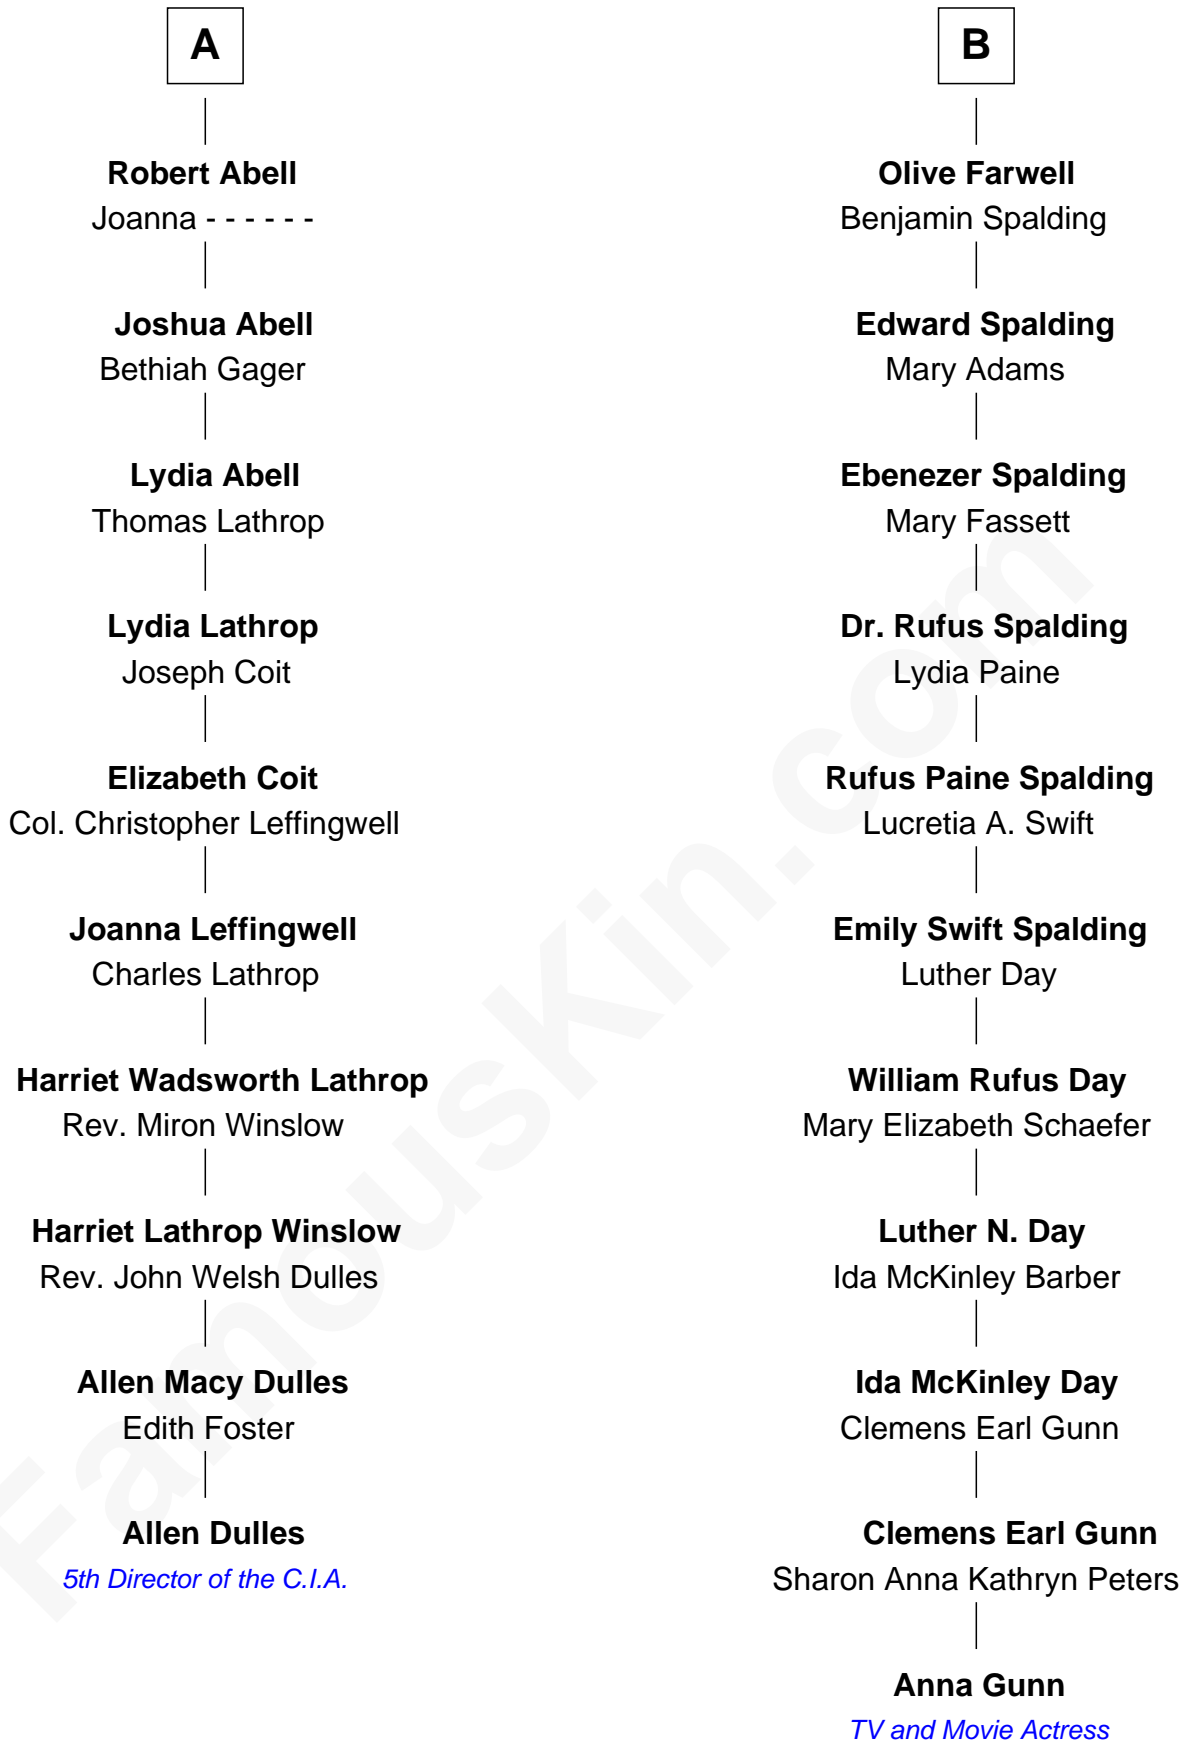 A
Robert Abell
Joanna - - - - - -
Joshua Abell
Bethiah Gager
Lydia Abell
Thomas Lathrop
Lydia Lathrop
Joseph Coit
Elizabeth Coit
Col. Christopher Leffingwell
Joanna Leffingwell
Charles Lathrop
Harriet Wadsworth Lathrop
Rev. Miron Winslow
Harriet Lathrop Winslow
Rev. John Welsh Dulles
Allen Macy Dulles
Edith Foster
Allen Dulles
5th Director of the C.I.A.
B
Olive Farwell
Benjamin Spalding
Edward Spalding
Mary Adams
Ebenezer Spalding
Mary Fassett
Dr. Rufus Spalding
Lydia Paine
Rufus Paine Spalding
Lucretia A. Swift
Emily Swift Spalding
Luther Day
William Rufus Day
Mary Elizabeth Schaefer
Luther N. Day
Ida McKinley Barber
Ida McKinley Day
Clemens Earl Gunn
Clemens Earl Gunn
Sharon Anna Kathryn Peters
Anna Gunn
TV and Movie Actress
FamousKin.com